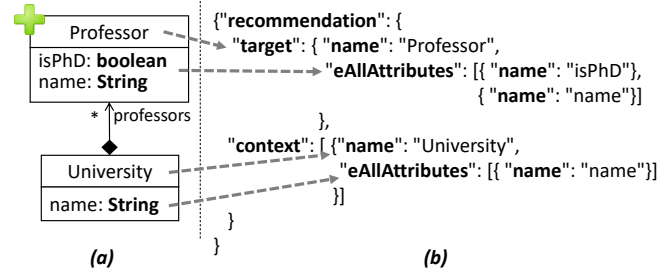 Professor
isPhD: boolean
name: String
* professors
University
name: String
(a)
{"recommendation": {
"target": { "name": "Professor",
"eAllAttributes": [{ "name": "isPhD"},
{ "name": "name"}]
},
"context": [ {"name": "University",
"eAllAttributes": [{ "name": "name"}]
}]
}
}
(b)